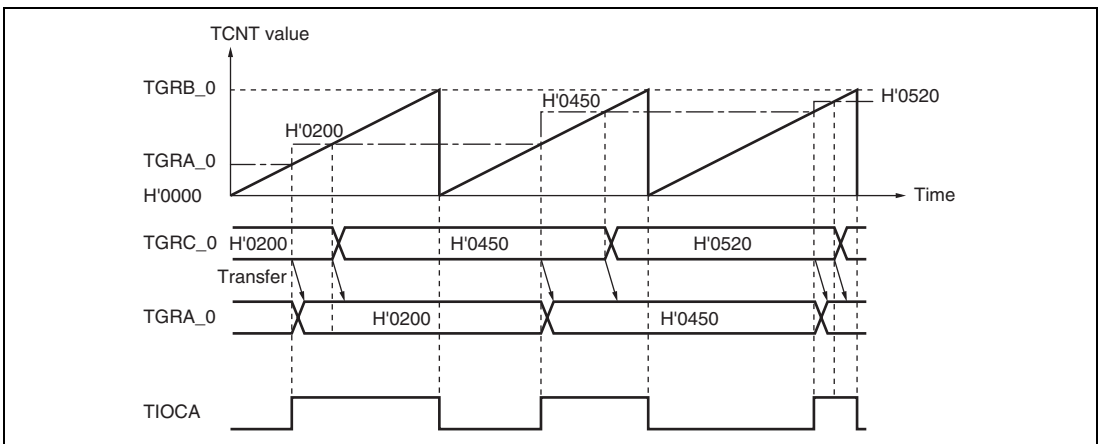 TCNT value
TGRB_0
H'0520
H'0450
H'0200
TGRA_0
H'0000
Time
TGRC_0 H'0200 H'0450 H'0520
Transfer
TGRA_0 H'0200 H'0450
TIOCA